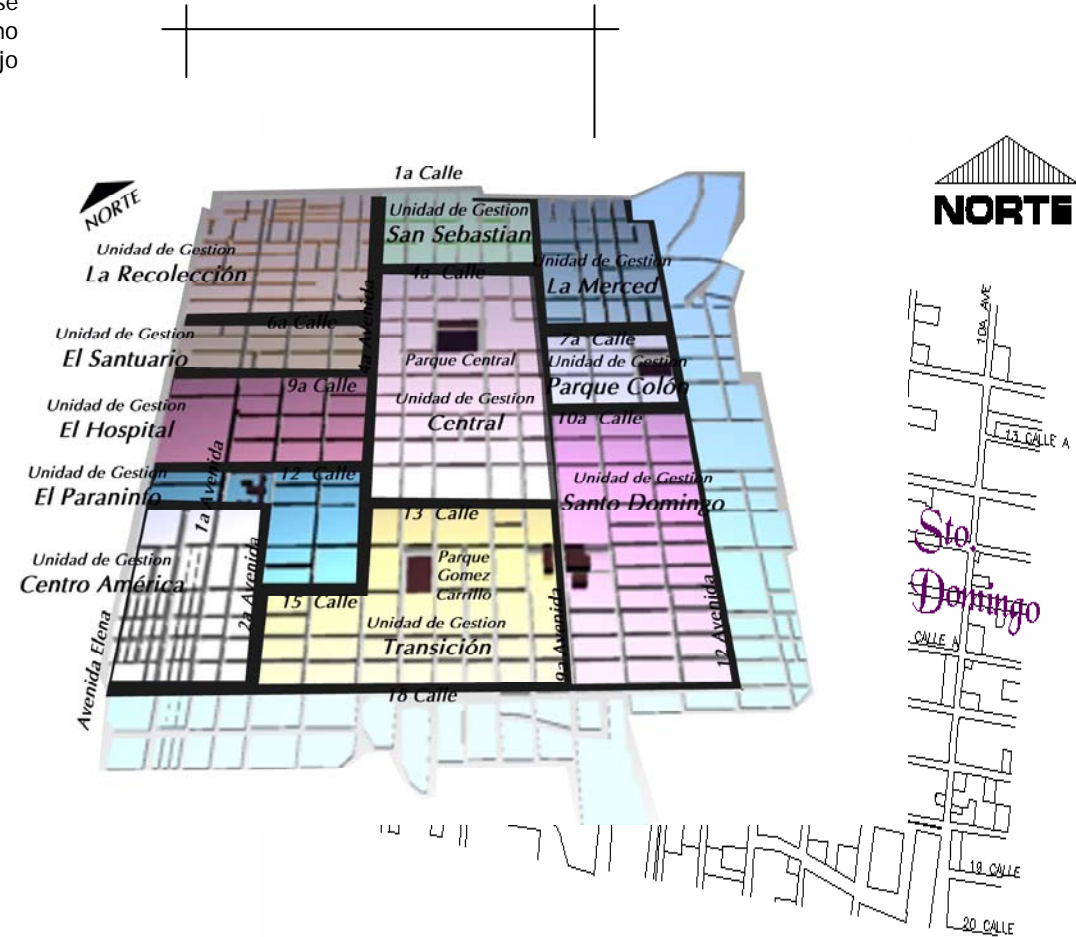 se
no
jo
1a Calle
NORTE
NORTE
Unidad de Gestion
San Sebastian
Unidad de Gestion
La Recolección
Unidad de Gestion
La Merced
4a Calle
4a Avenida
10A AVE
6a Calle
Unidad de Gestion
El Santuario
7a Calle
Parque Central
Unidad de Gestion
Parque Colón
9a Calle
Unidad de Gestion
El Hospital
Unidad de Gestion
Central
10a Calle
13 CALLE A
1a Avenida
12 Calle
Unidad de Gestion
El Paraninfo
Unidad de Gestion
Santo Domingo
13 Calle
Sto.
Domingo
Unidad de Gestion
Centro América
2a Avenida
Parque
Gomez
Carrillo
15 Calle
Unidad de Gestion
Transición
9a Avenida
12 Avenida
CALLE A
Avenida Elena
18 Calle
19 CALLE
20 CALLE